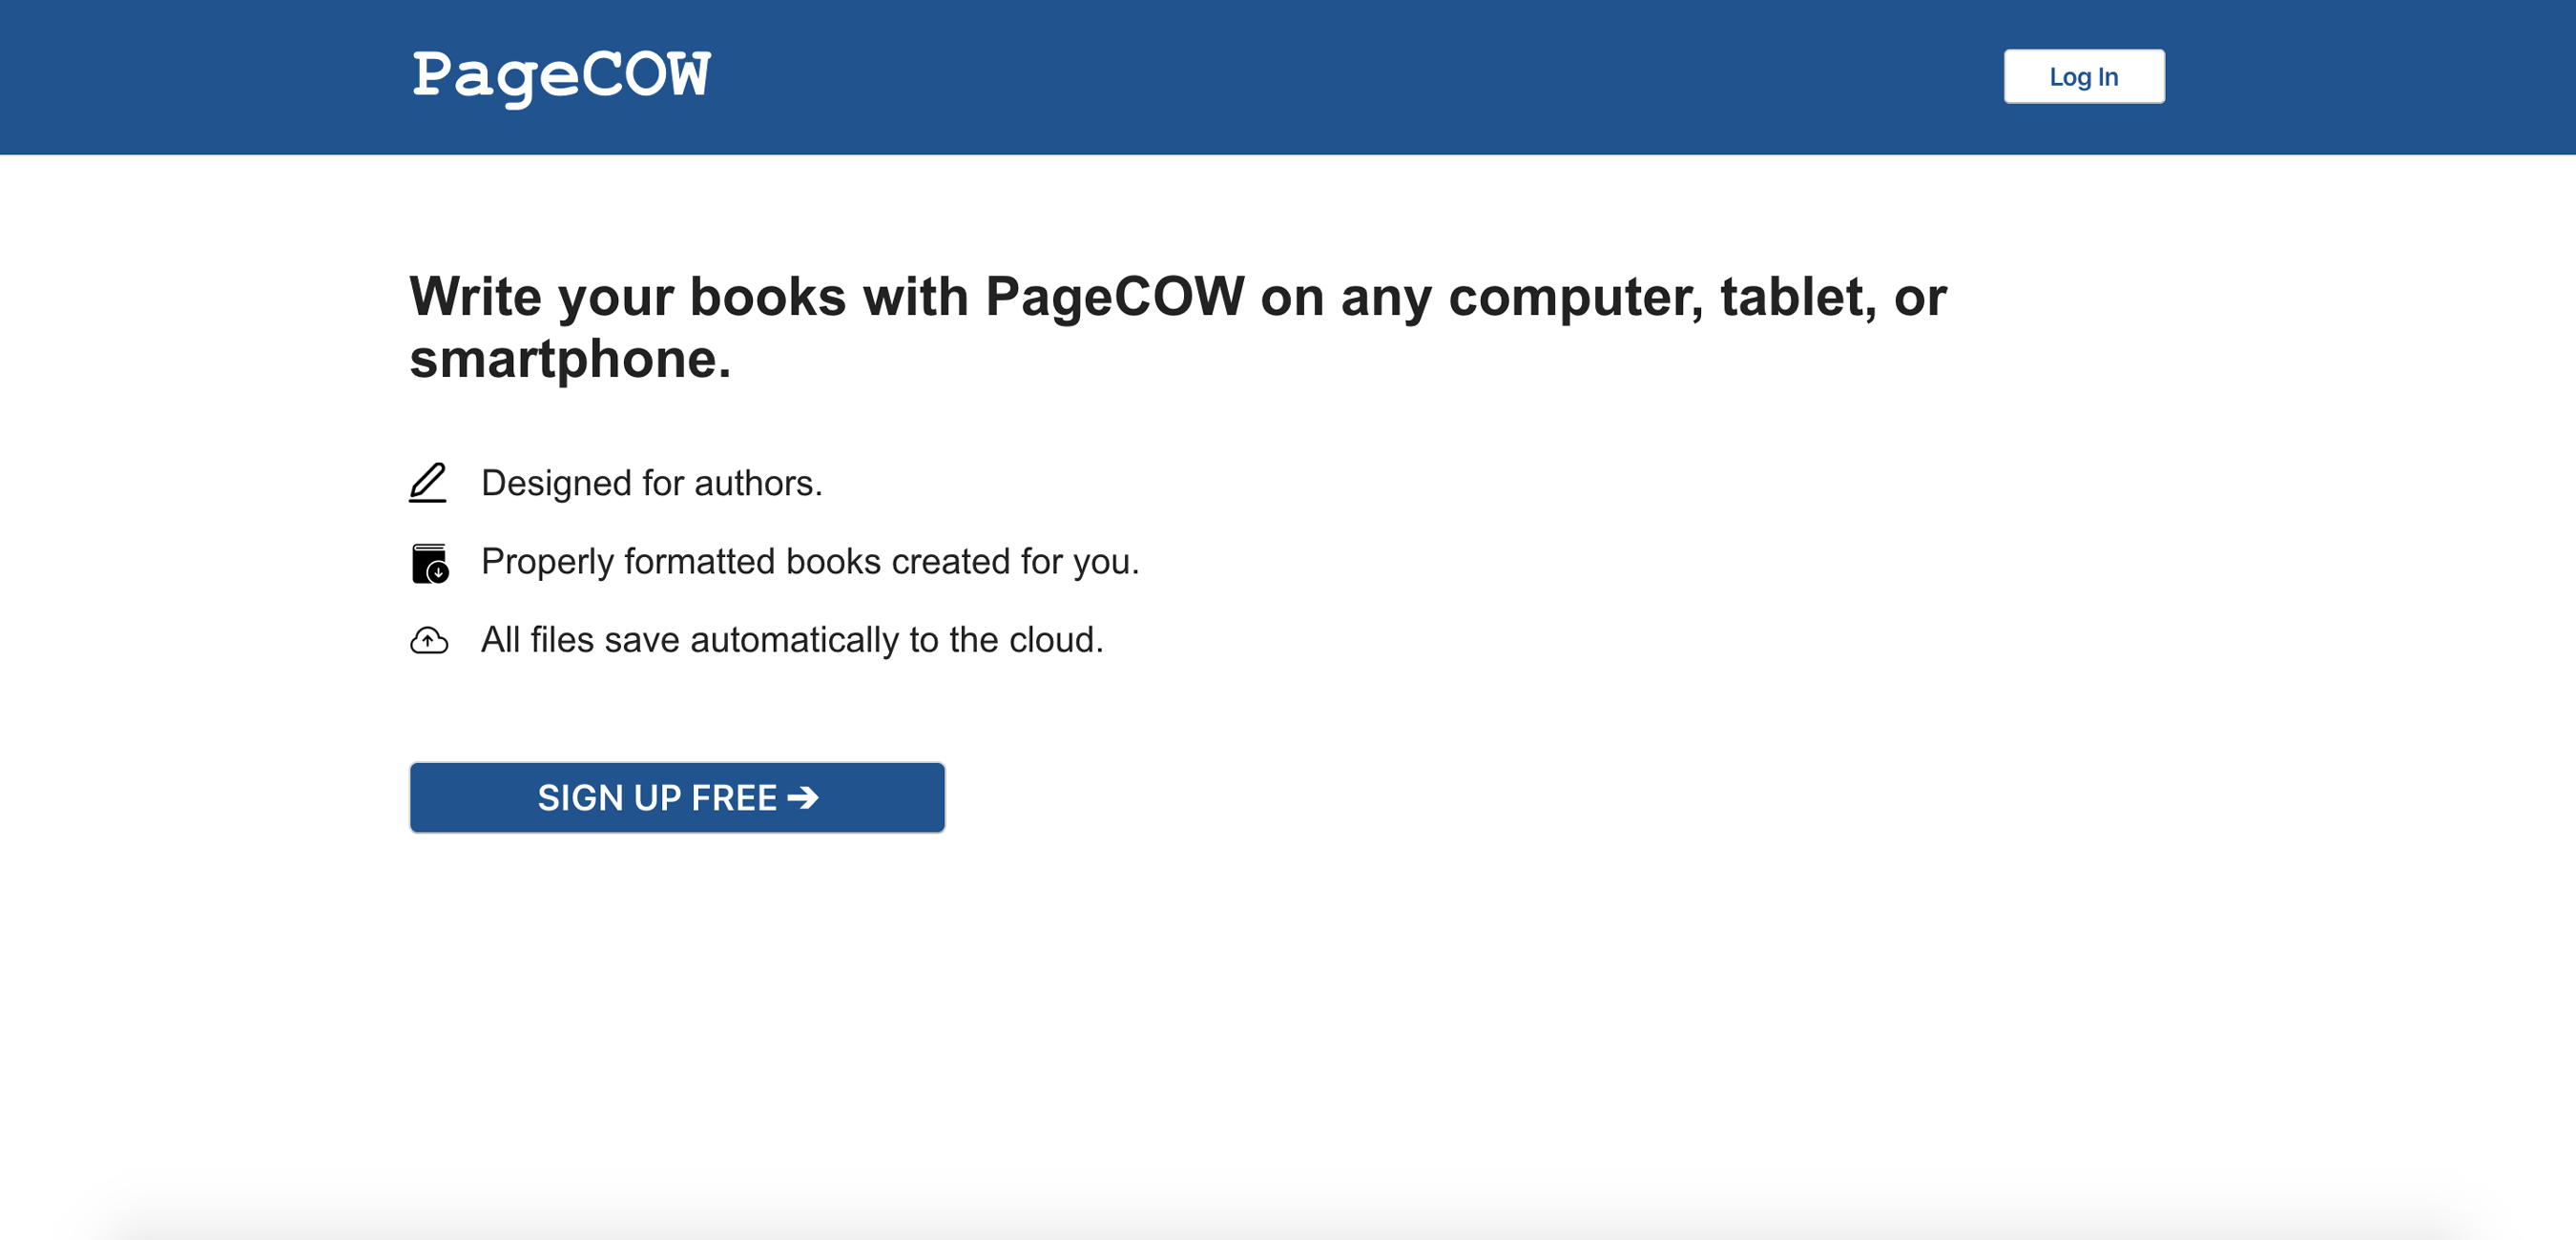 PageCOW
Log In
Write your books with PageCOW on any computer, tablet, or
smartphone.
Designed for authors.
Properly formatted books created for you.
All files save automatically to the cloud.
SIGN UP FREE ➔